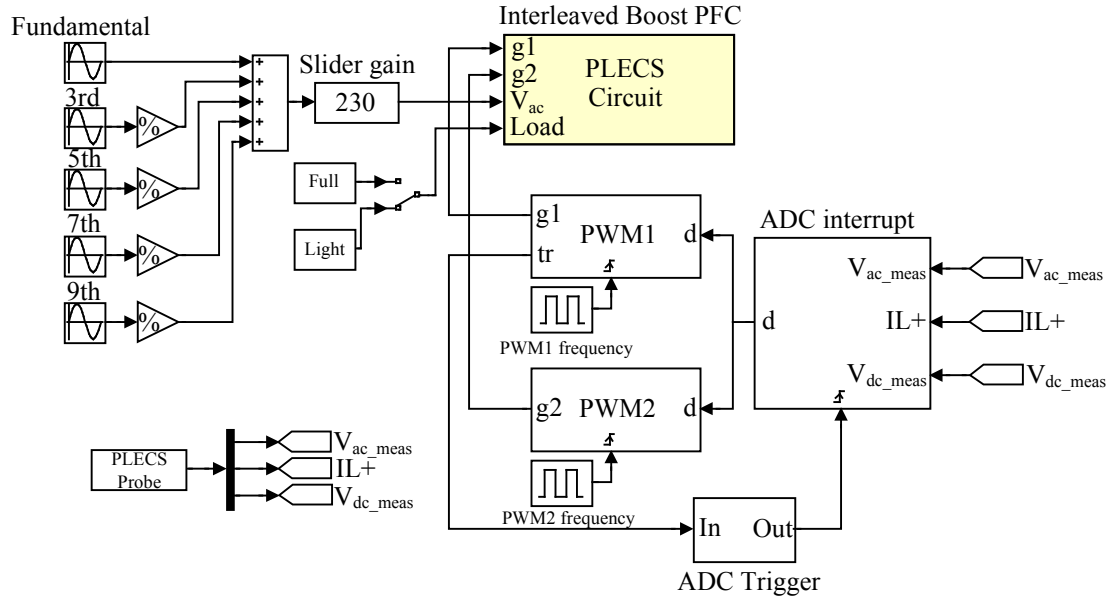 Interleaved Boost PFC
Fundamental
3rd
%
5th
%
7th
%
9th
%
+
+
+
+
+
Slider gain
230
g1
g2
Vac
Load
PLECS
Circuit
Full
Light
g1
tr
PWM1
d
PWM1 frequency
g2
PWM2
d
PWM2 frequency
ADC interrupt
d
Vac_meas
IL+
Vdc_meas
Vac_meas
IL+
Vdc_meas
PLECS
Probe
Vac_meas
IL+
Vdc_meas
In
Out
ADC Trigger